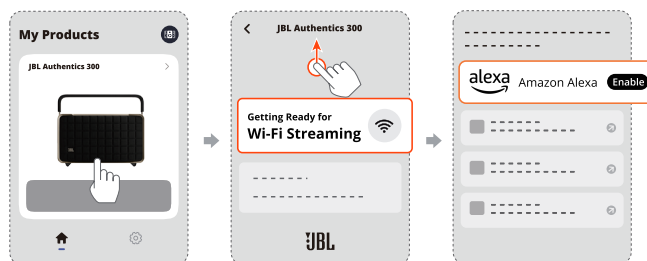 My Products
JBL Authentics 300
JBL
JBL Authentics 300
Getting Ready for
Wi-Fi Streaming
JBL
alexa
Amazon Alexa
Enable